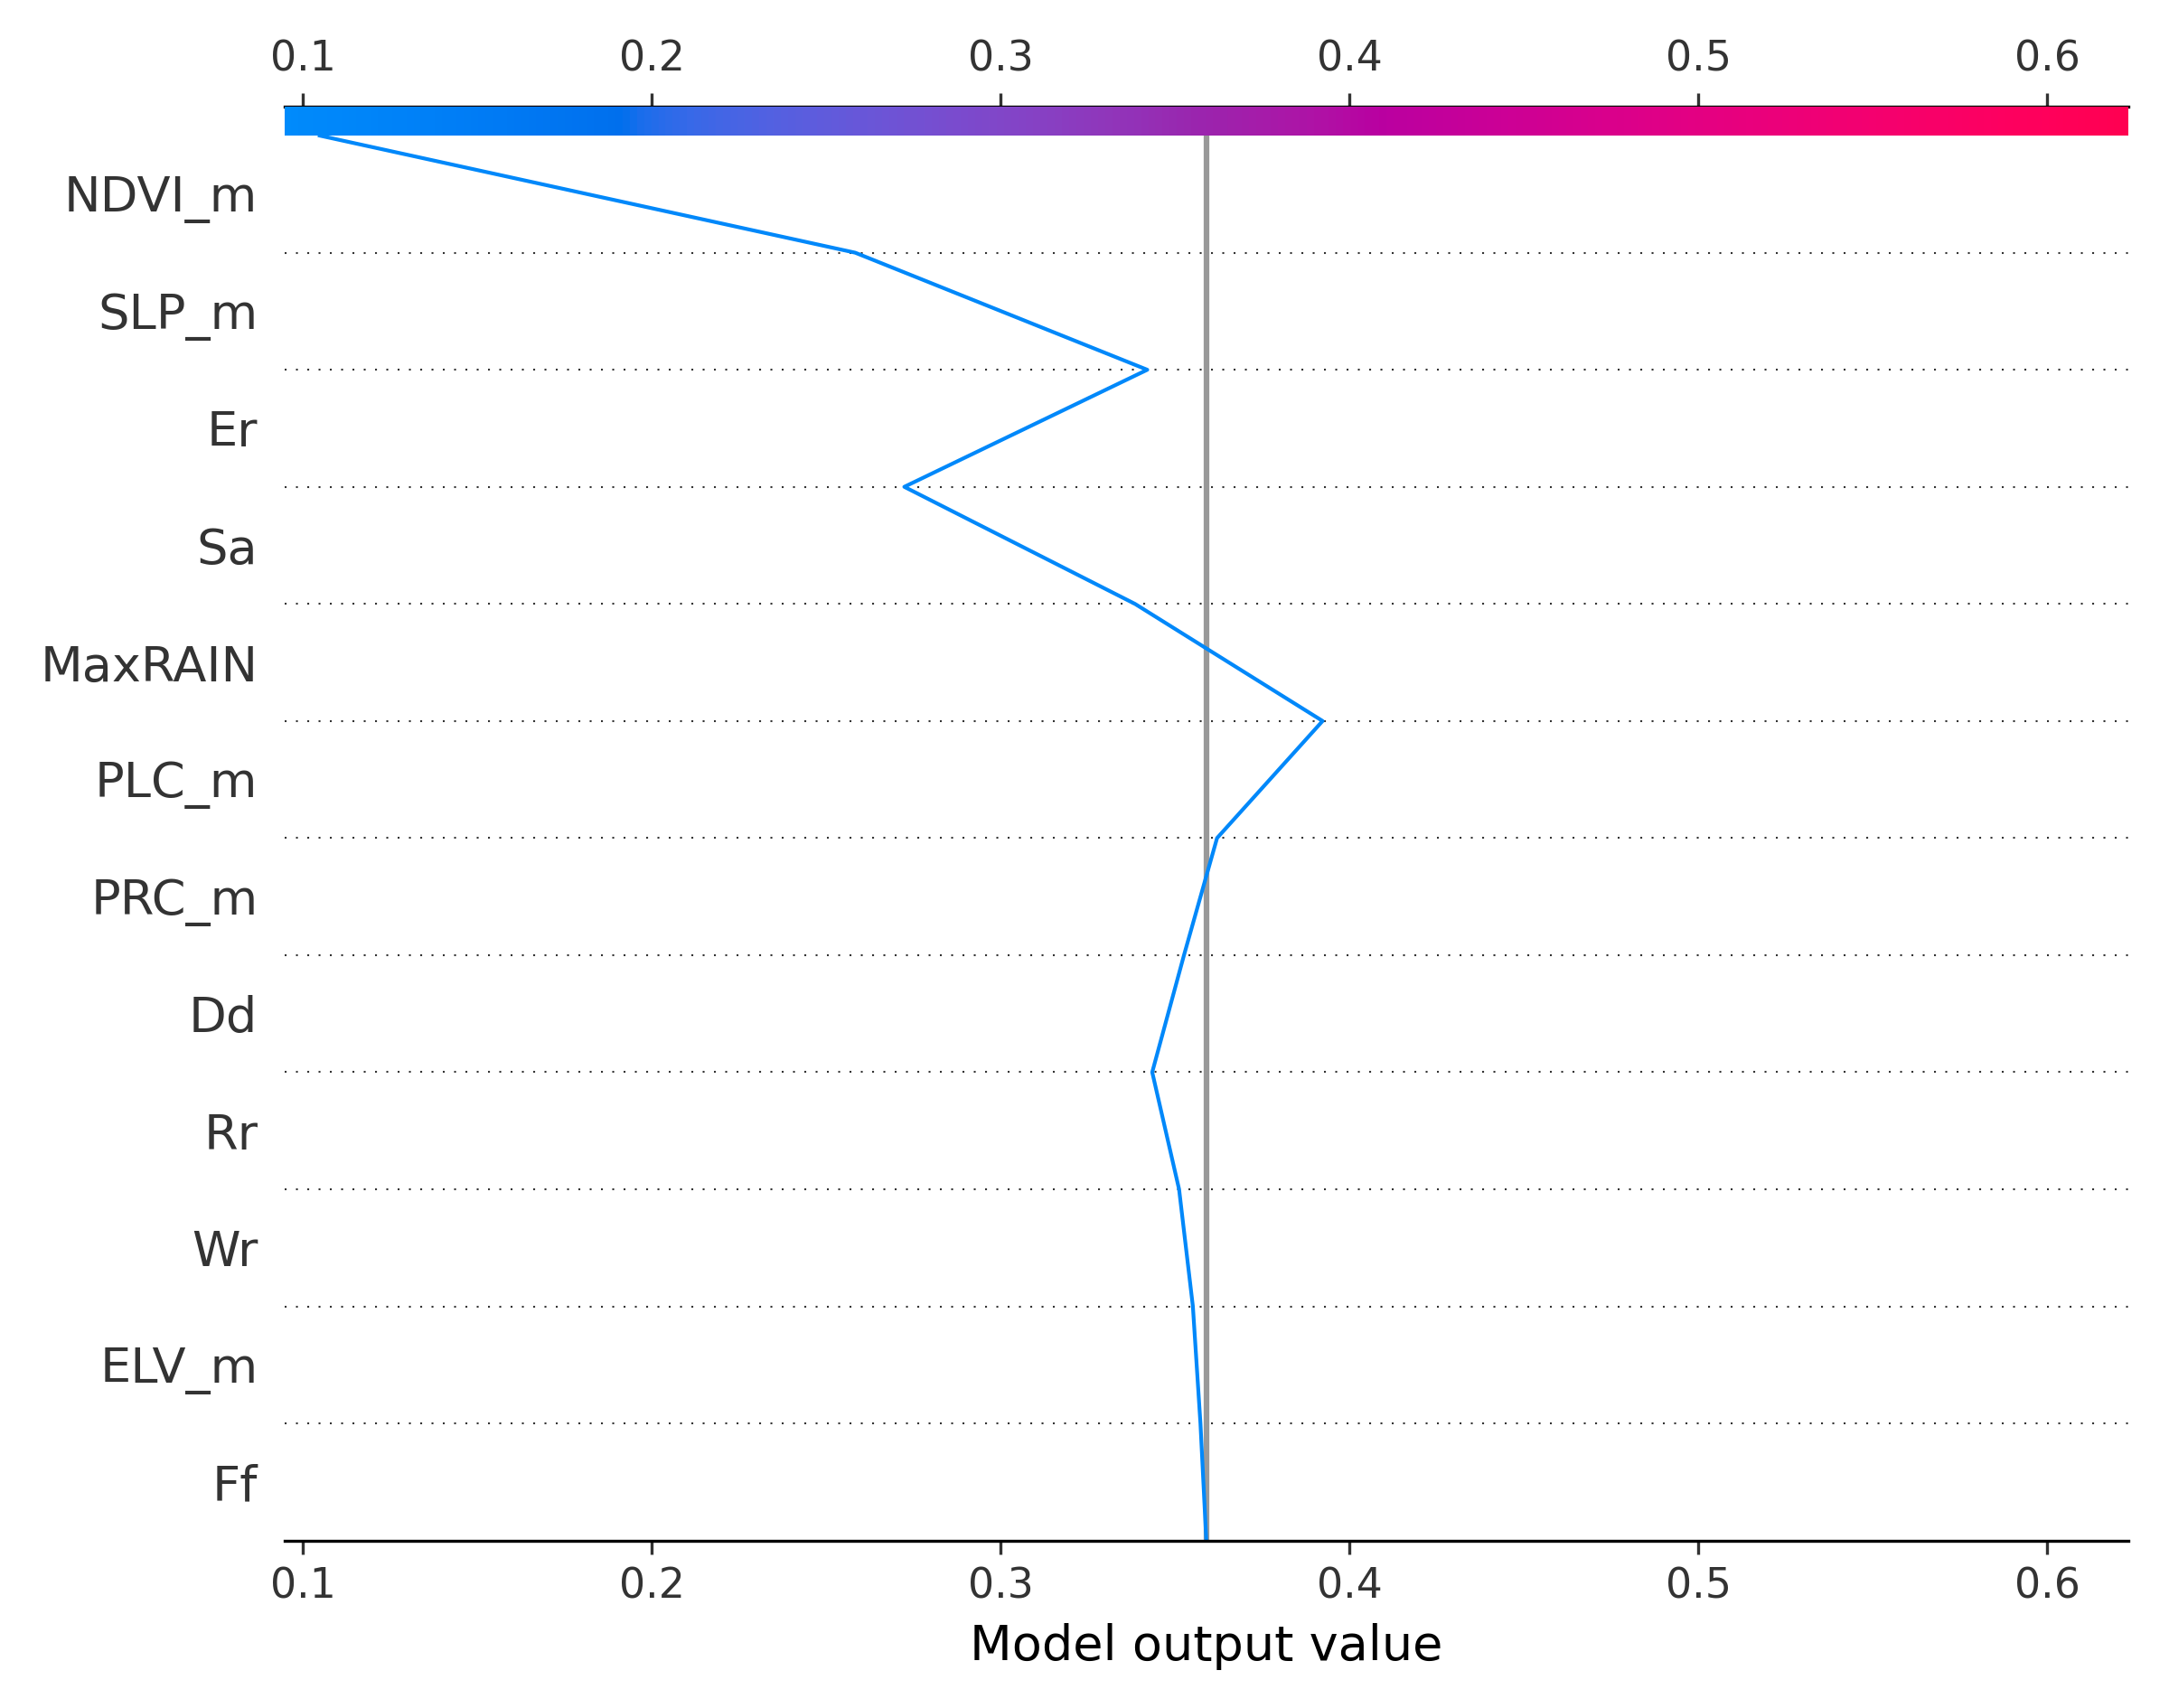 0.1 0.2 0.3 0.4 0.5 0.6
NDVI_m
SLP_m
Er
Sa
MaxRAIN
PLC_m
PRC_m
Dd
Rr
Wr
ELV_m
Ff
0.1 0.2 0.3 0.4 0.5 0.6
Model output value